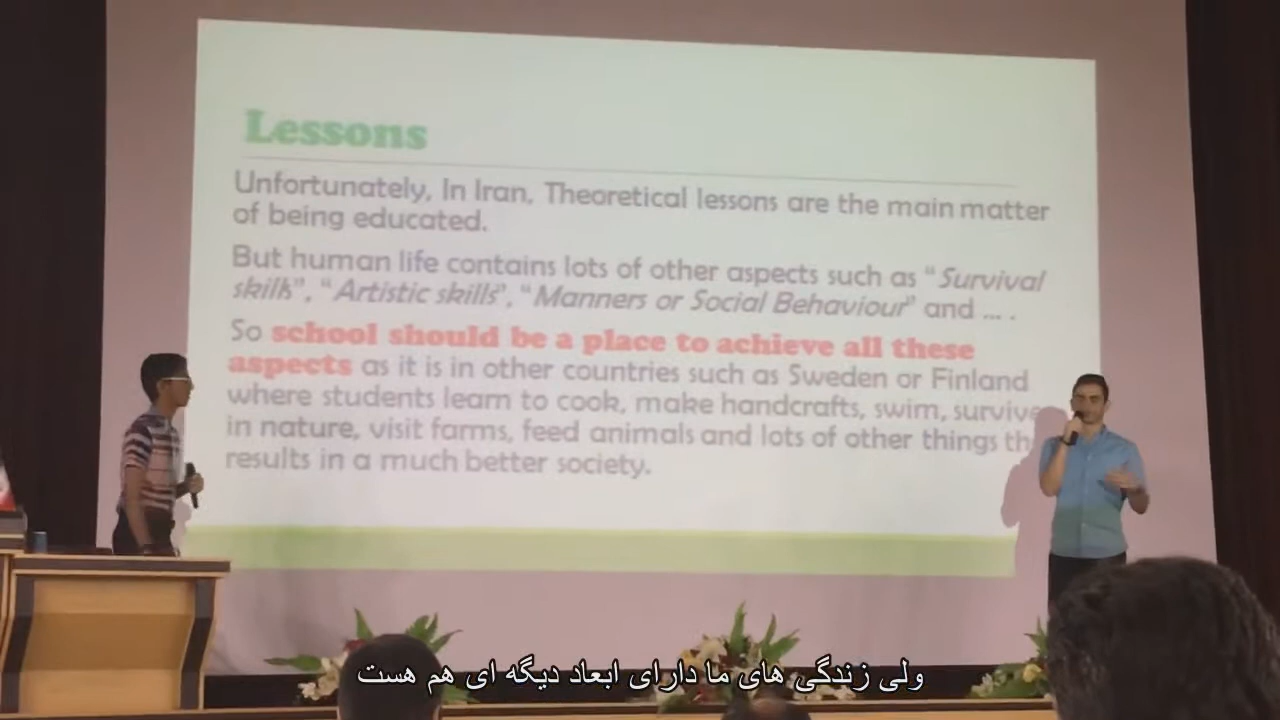 Lessons
Unfortunately, In Iran, Theoretical lessons are the main matter
of being educated.
But human life contains lots of other aspects such as "Survival
skills", "Artistic skills", "Manners or Social Behaviour" and ... .
So school should be a place to achieve all these
aspects as it is in other countries such as Sweden or Finland
where students learn to cook, make handcrafts, swim, survive
in nature, visit farms, feed animals and lots of other things th
results in a much better society.
ولی زندگی های ما دارای ابعاد دیگه ای هم هست